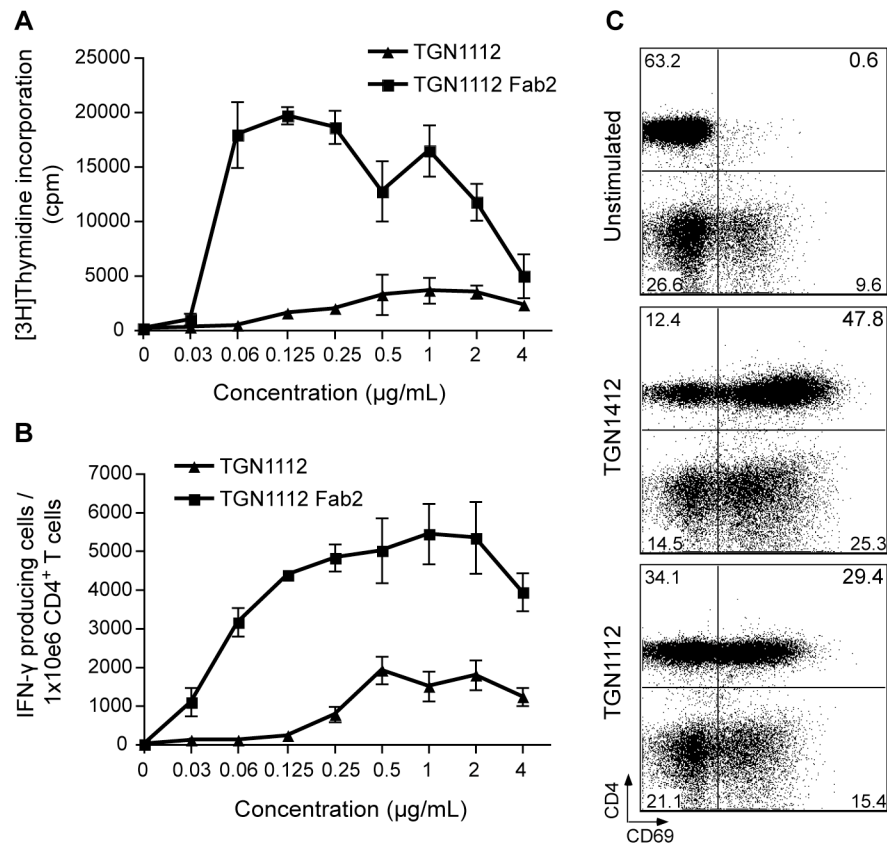 A
25000
20000
15000
10000
5000
0
[3H]Thymidine incorporation
(cpm)
TGN1112
TGN1112 Fab2
0 0.03 0.06 0.125 0.25 0.5 1 2 4
Concentration (µg/mL)
B
7000
6000
5000
4000
3000
2000
1000
0
IFN-γ producing cells /
1x10e6 CD4⁺ T cells
TGN1112
TGN1112 Fab2
0 0.03 0.06 0.125 0.25 0.5 1 2 4
Concentration (µg/mL)
C
Unstimulated
63.2 0.6
26.6 9.6
TGN1412
12.4 47.8
14.5 25.3
TGN1112
34.1 29.4
21.1 15.4
CD4
CD69